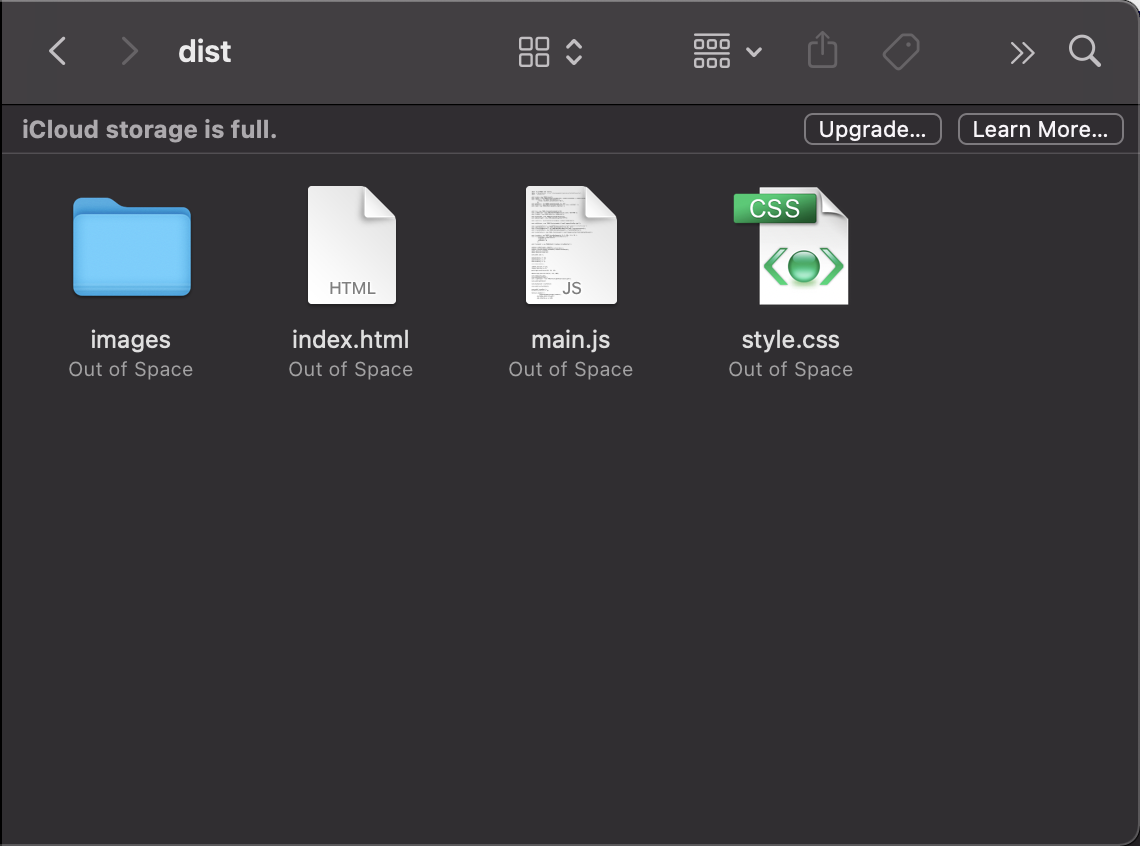 dist
iCloud storage is full.
Upgrade...
Learn More...
HTML
JS
CSS
images
index.html
main.js
style.css
Out of Space
Out of Space
Out of Space
Out of Space